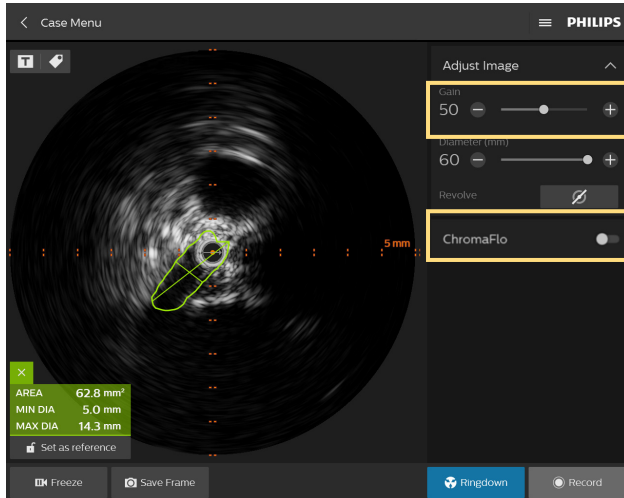 Case Menu
PHILIPS
T
Adjust Image
Gain
50
Diameter (mm)
60
Revolve
ChromaFlo
5 mm
AREA 62.8 mm²
MIN DIA 5.0 mm
MAX DIA 14.3 mm
Set as reference
Freeze
Save Frame
Ringdown
Record